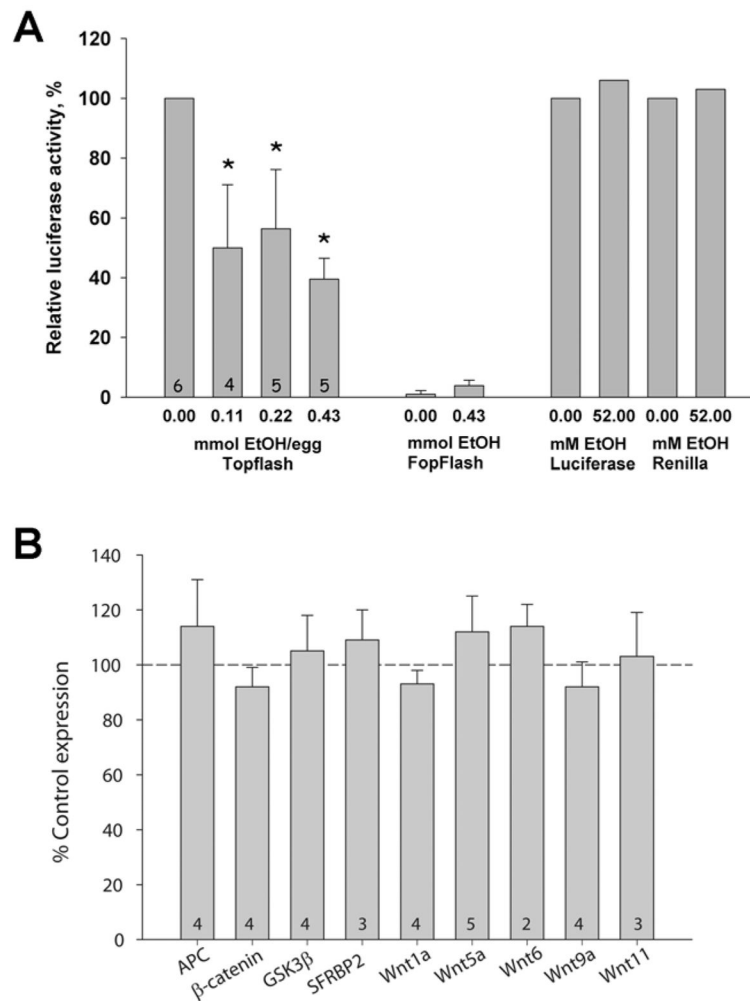 A
Relative luciferase activity, %
120
100
80
60
40
20
0
* * *
6 4 5 5
0.00 0.11 0.22 0.43 0.00 0.43 0.00 52.00 0.00 52.00
mmol EtOH/egg mmol EtOH mM EtOH mM EtOH
Topflash FopFlash Luciferase Renilla
B
% Control expression
140
120
100
80
60
40
20
0
4 4 4 3 4 5 2 4 3
APC β-catenin GSK3β SFRBP2 Wnt1a Wnt5a Wnt6 Wnt9a Wnt11